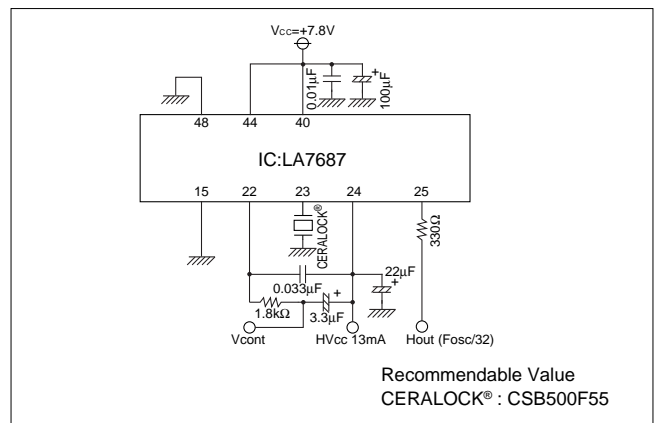 Vcc=+7.8V
0.01μF
+
100μF
48
44
40
IC:LA7687
15
22
23
24
25
CERALOCK®
330Ω
0.033μF
22μF
+
1.8kΩ
+
3.3μF
Vcont
HVcc 13mA
Hout (Fosc/32)
Recommendable Value
CERALOCK® : CSB500F55